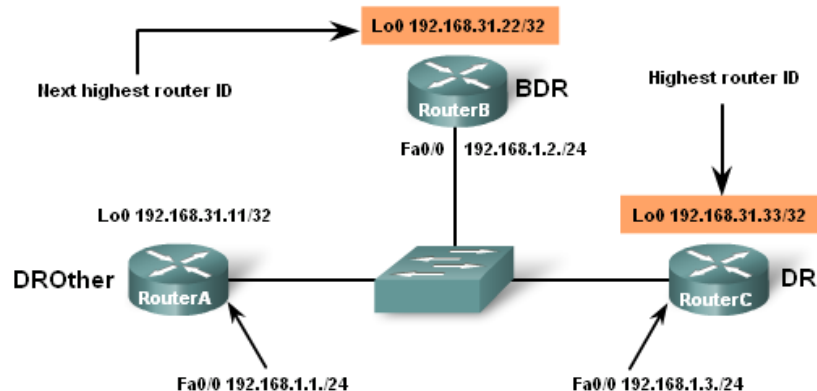 Lo0 192.168.31.22/32
Next highest router ID
BDR
Highest router ID
RouterB
Fa0/0 192.168.1.2./24
Lo0 192.168.31.11/32
Lo0 192.168.31.33/32
DROther
RouterA
RouterC
DR
Fa0/0 192.168.1.1./24
Fa0/0 192.168.1.3./24